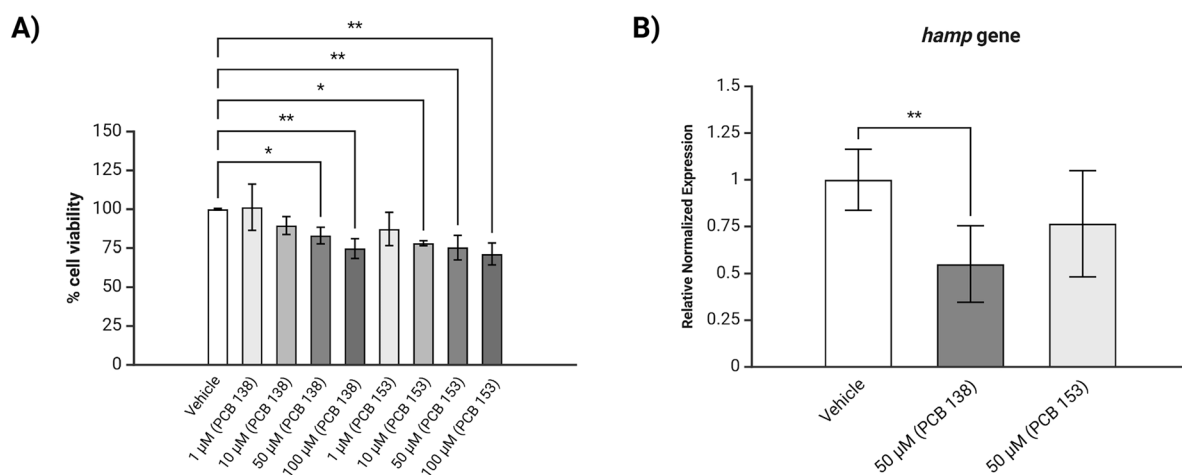 A)
**
**
*
**
*
% cell viability
150
125
100
75
50
25
0
Vehicle
1 µM (PCB 138)
10 µM (PCB 138)
50 µM (PCB 138)
100 µM (PCB 138)
1 µM (PCB 153)
10 µM (PCB 153)
50 µM (PCB 153)
100 µM (PCB 153)
B)
hamp gene
**
Relative Normalized Expression
1.5
1.25
1
0.75
0.5
0.25
0
Vehicle
50 µM (PCB 138)
50 µM (PCB 153)